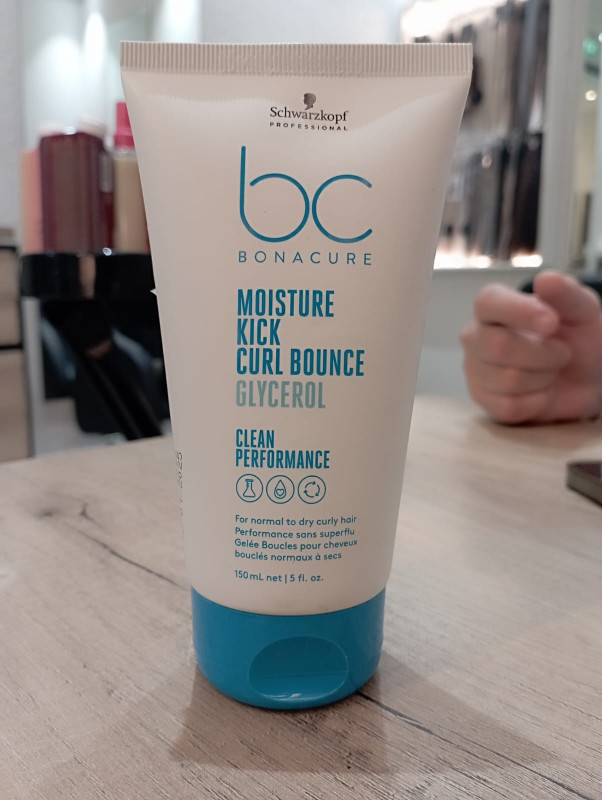 Schwarzkopf
PROFESSIONAL
bc
BONACURE
MOISTURE
KICK
CURL BOUNCE
GLYCEROL
CLEAN
PERFORMANCE
For normal to dry curly hair
Performance sans superflu
Gelée Boucles pour cheveux
bouclés normaux à secs
150 mL net | 5 fl. oz.